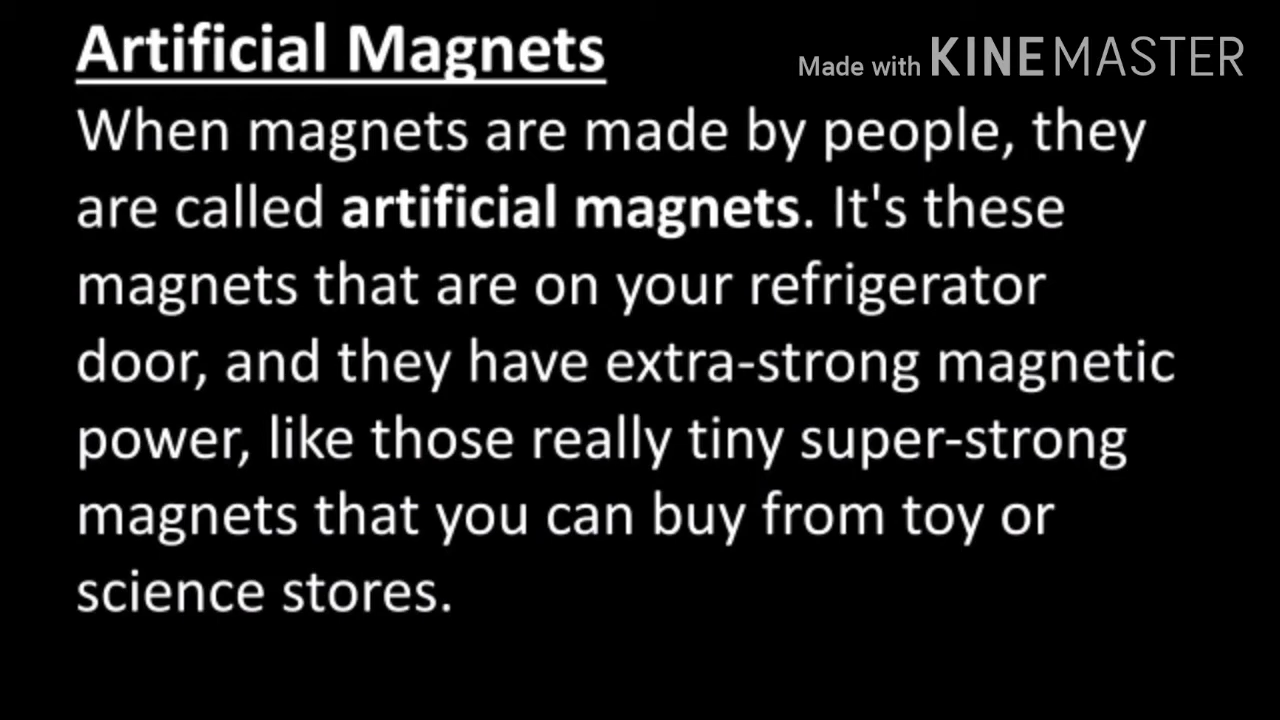 Artificial Magnets
Made with KINEMASTER
When magnets are made by people, they
are called artificial magnets. It's these
magnets that are on your refrigerator
door, and they have extra-strong magnetic
power, like those really tiny super-strong
magnets that you can buy from toy or
science stores.